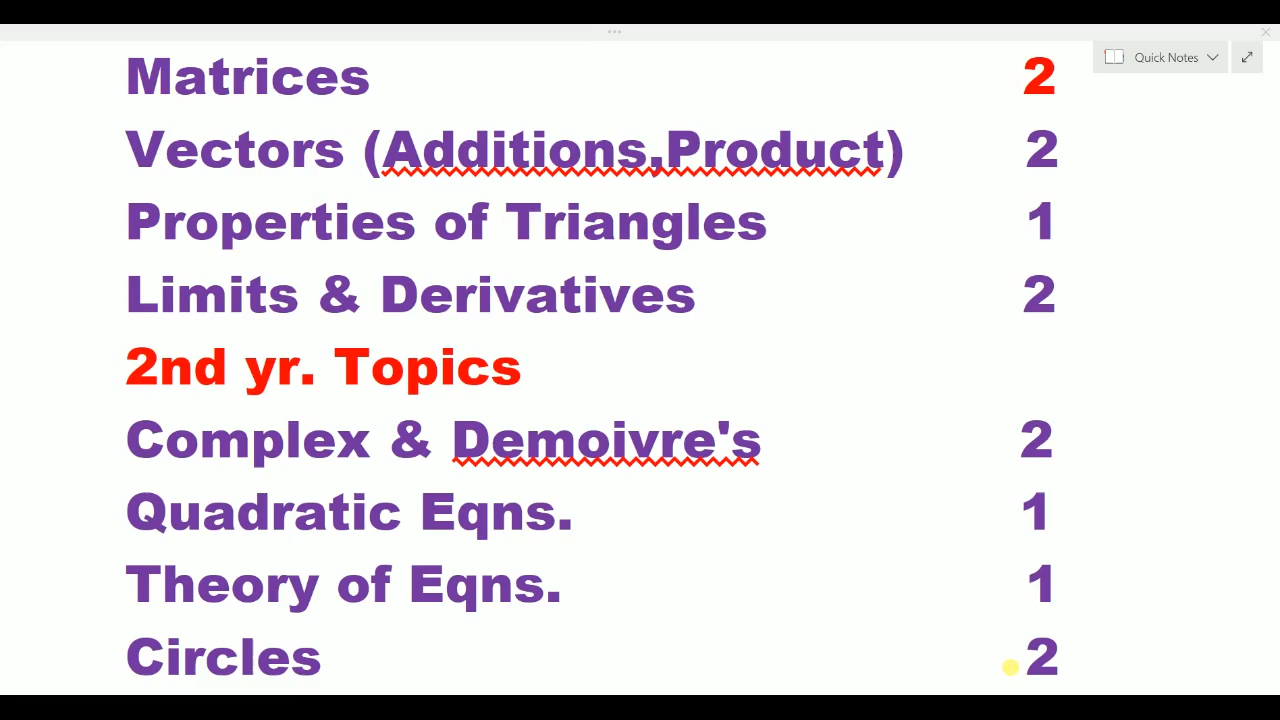 Quick Notes
Matrices 2
Vectors (Additions,Product) 2
Properties of Triangles 1
Limits & Derivatives 2
2nd yr. Topics
Complex & Demoivre's 2
Quadratic Eqns. 1
Theory of Eqns. 1
Circles 2